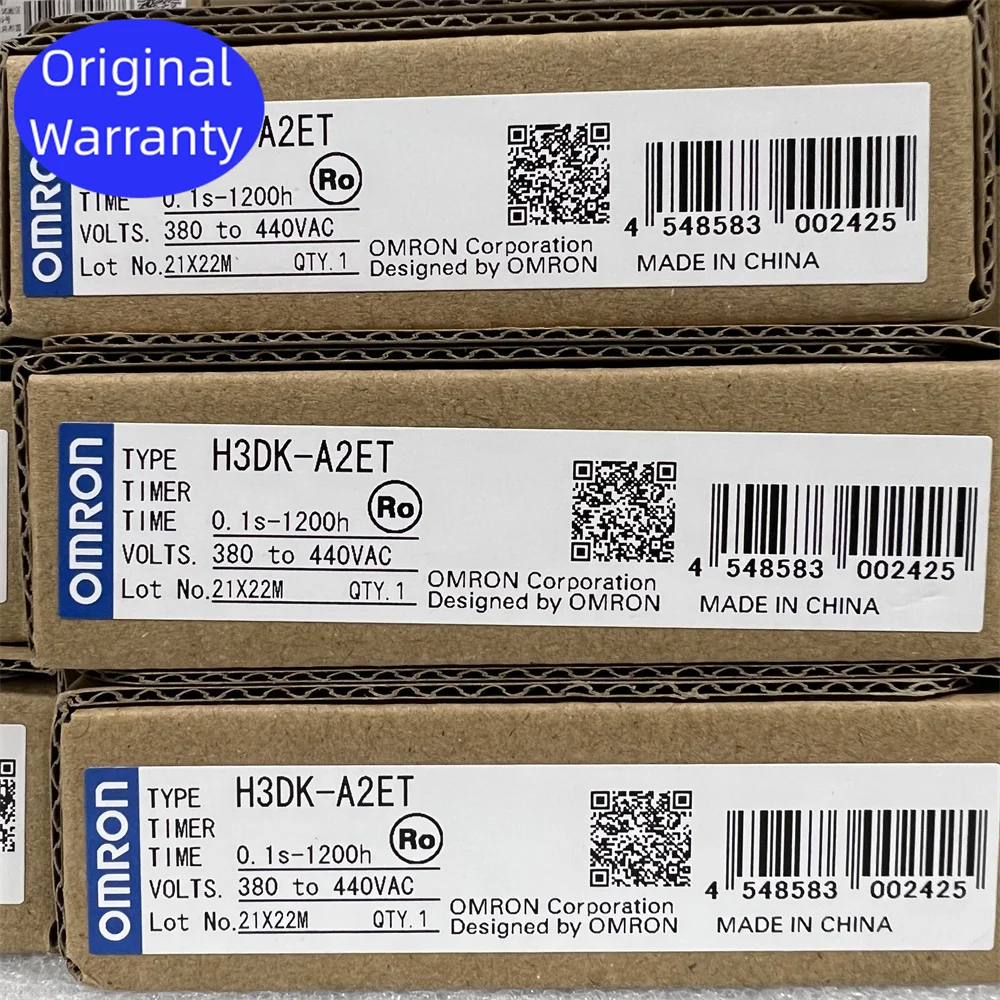 Original
Warranty
OMRON
A2ET
TIME 0.1s-1200h Ro
VOLTS. 380 to 440VAC
Lot No.21X22M QTY.1
OMRON Corporation
Designed by OMRON
4 548583 002425
MADE IN CHINA
OMRON
TYPE H3DK-A2ET
TIMER
TIME 0.1s-1200h Ro
VOLTS. 380 to 440VAC
Lot No.21X22M QTY.1
OMRON Corporation
Designed by OMRON
4 548583 002425
MADE IN CHINA
OMRON
TYPE H3DK-A2ET
TIMER
TIME 0.1s-1200h Ro
VOLTS. 380 to 440VAC
Lot No.21X22M QTY.1
OMRON Corporation
Designed by OMRON
4 548583 002425
MADE IN CHINA